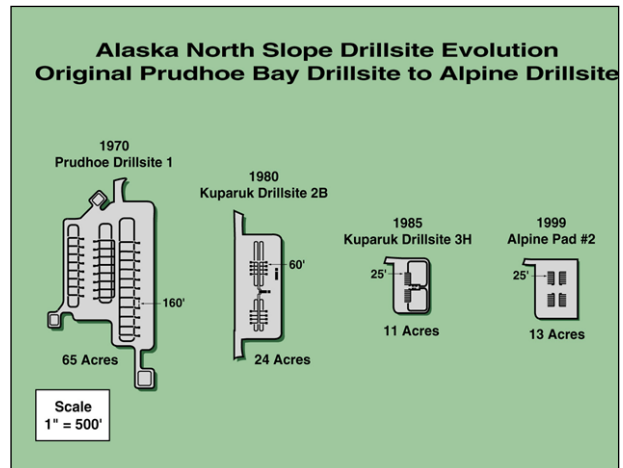 Alaska North Slope Drillsite Evolution
Original Prudhoe Bay Drillsite to Alpine Drillsite
1970
Prudhoe Drillsite 1
160'
65 Acres
1980
Kuparuk Drillsite 2B
60'
24 Acres
1985
Kuparuk Drillsite 3H
25'
11 Acres
1999
Alpine Pad #2
25'
13 Acres
Scale
1" = 500'